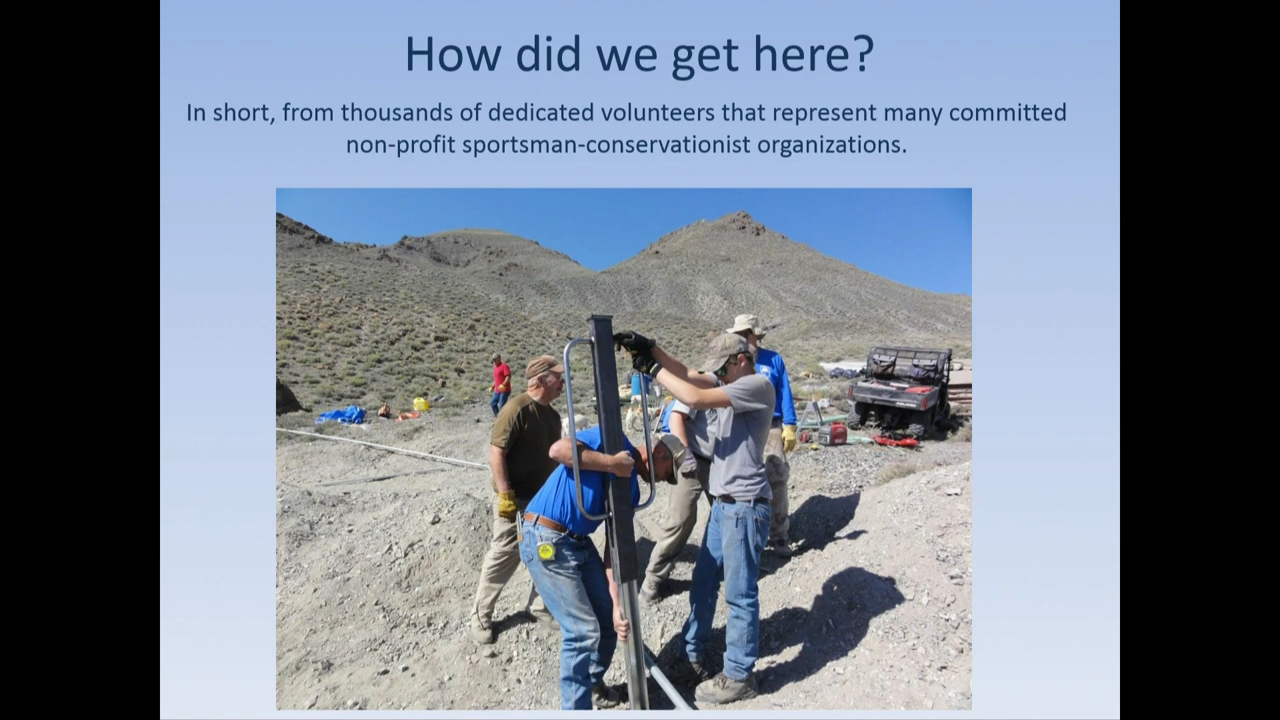 How did we get here?
In short, from thousands of dedicated volunteers that represent many committed
non-profit sportsman-conservationist organizations.